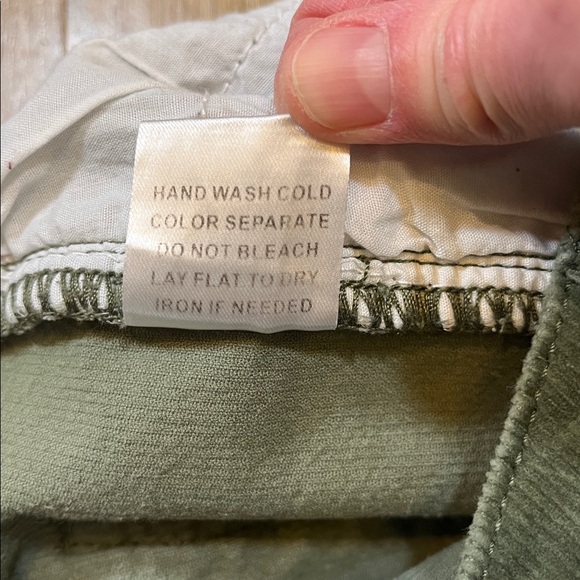 HAND WASH COLD
COLOR SEPARATE
DO NOT BLEACH
LAY FLAT TO DRY
IRON IF NEEDED